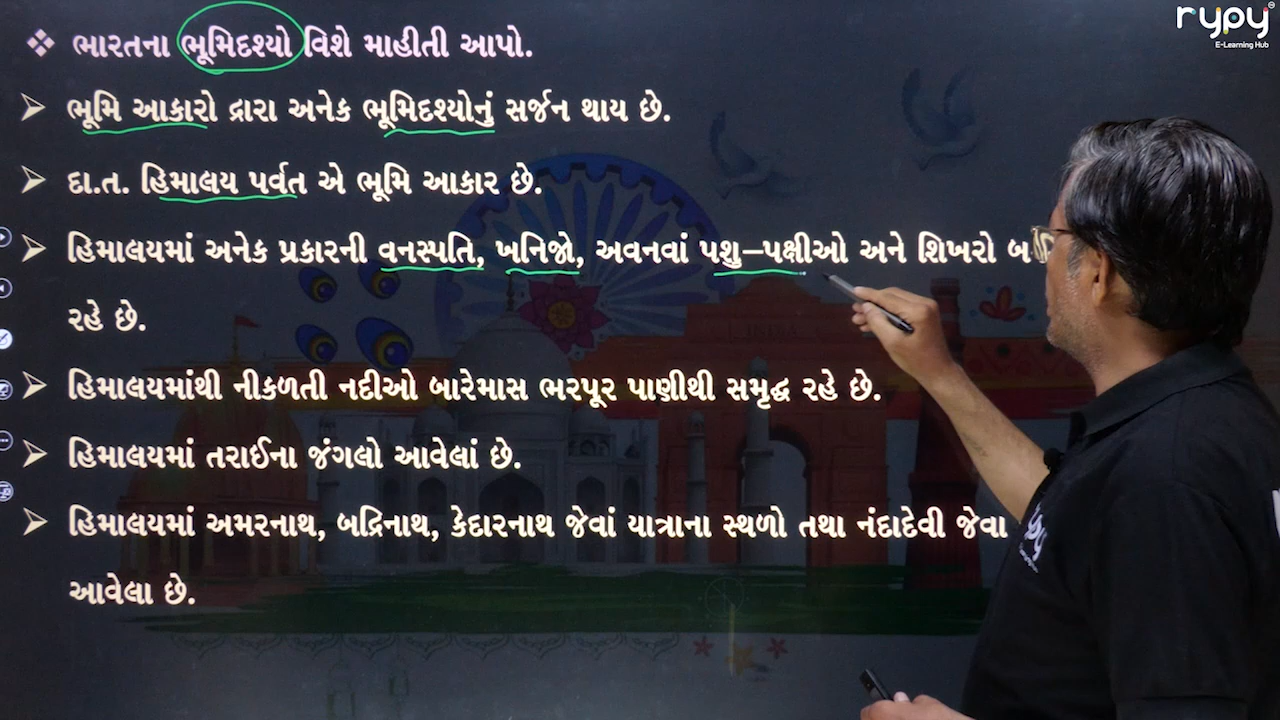 rypy
E-Learning Hub
❖ ભારતના ભૂમિદશ્યો વિશે માહીતી આપો.
➢ ભૂમિ આકારો દ્વારા અનેક ભૂમિદશ્યોનું સર્જન થાય છે.
➢ દા.ત. હિમાલય પર્વત એ ભૂમિ આકાર છે.
➢ હિમાલયમાં અનેક પ્રકારની વનસ્પતિ, ખનિજો, અવનવાં પશુ–પક્ષીઓ અને શિખરો
રહે છે.
➢ હિમાલયમાંથી નીકળતી નદીઓ બારેમાસ ભરપૂર પાણીથી સમૃદ્ધ રહે છે.
➢ હિમાલયમાં તરાઈના જંગલો આવેલાં છે.
➢ હિમાલયમાં અમરનાથ, બદ્રિનાથ, કેદારનાથ જેવાં યાત્રાના સ્થળો તથા નંદાદેવી જેવા
આવેલા છે.
rypy